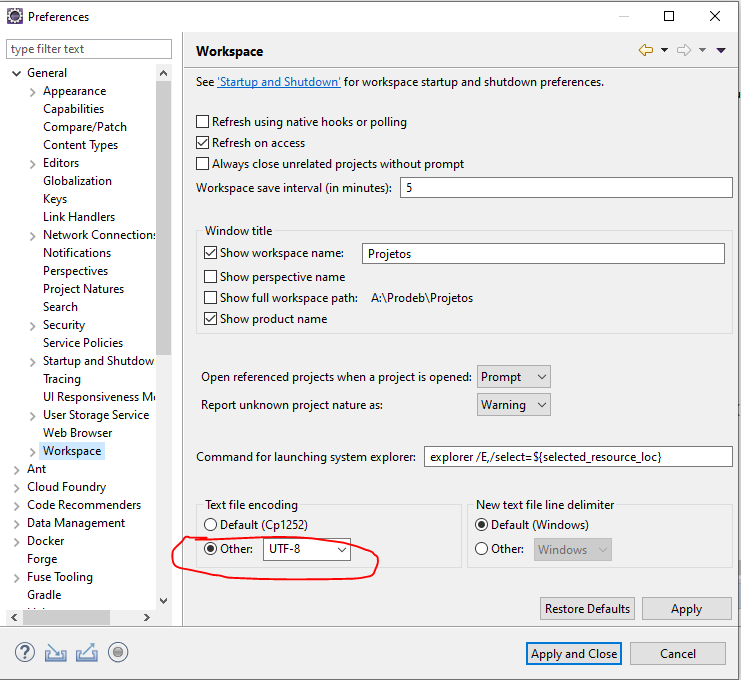 Preferences
type filter text
General
Appearance
Capabilities
Compare/Patch
Content Types
Editors
Globalization
Keys
Link Handlers
Network Connections
Notifications
Perspectives
Project Natures
Search
Security
Service Policies
Startup and Shutdow
Tracing
UI Responsiveness M
User Storage Service
Web Browser
Workspace
Ant
Cloud Foundry
Code Recommenders
Data Management
Docker
Forge
Fuse Tooling
Gradle
Workspace
See 'Startup and Shutdown' for workspace startup and shutdown preferences.
Refresh using native hooks or polling
Refresh on access
Always close unrelated projects without prompt
Workspace save interval (in minutes): 5
Window title
Show workspace name: Projetos
Show perspective name
Show full workspace path: A:\Prodeb\Projetos
Show product name
Open referenced projects when a project is opened: Prompt
Report unknown project nature as: Warning
Command for launching system explorer: explorer /E,/select=${selected_resource_loc}
Text file encoding
Default (Cp1252)
Other: UTF-8
New text file line delimiter
Default (Windows)
Other: Windows
Restore Defaults
Apply
Apply and Close
Cancel